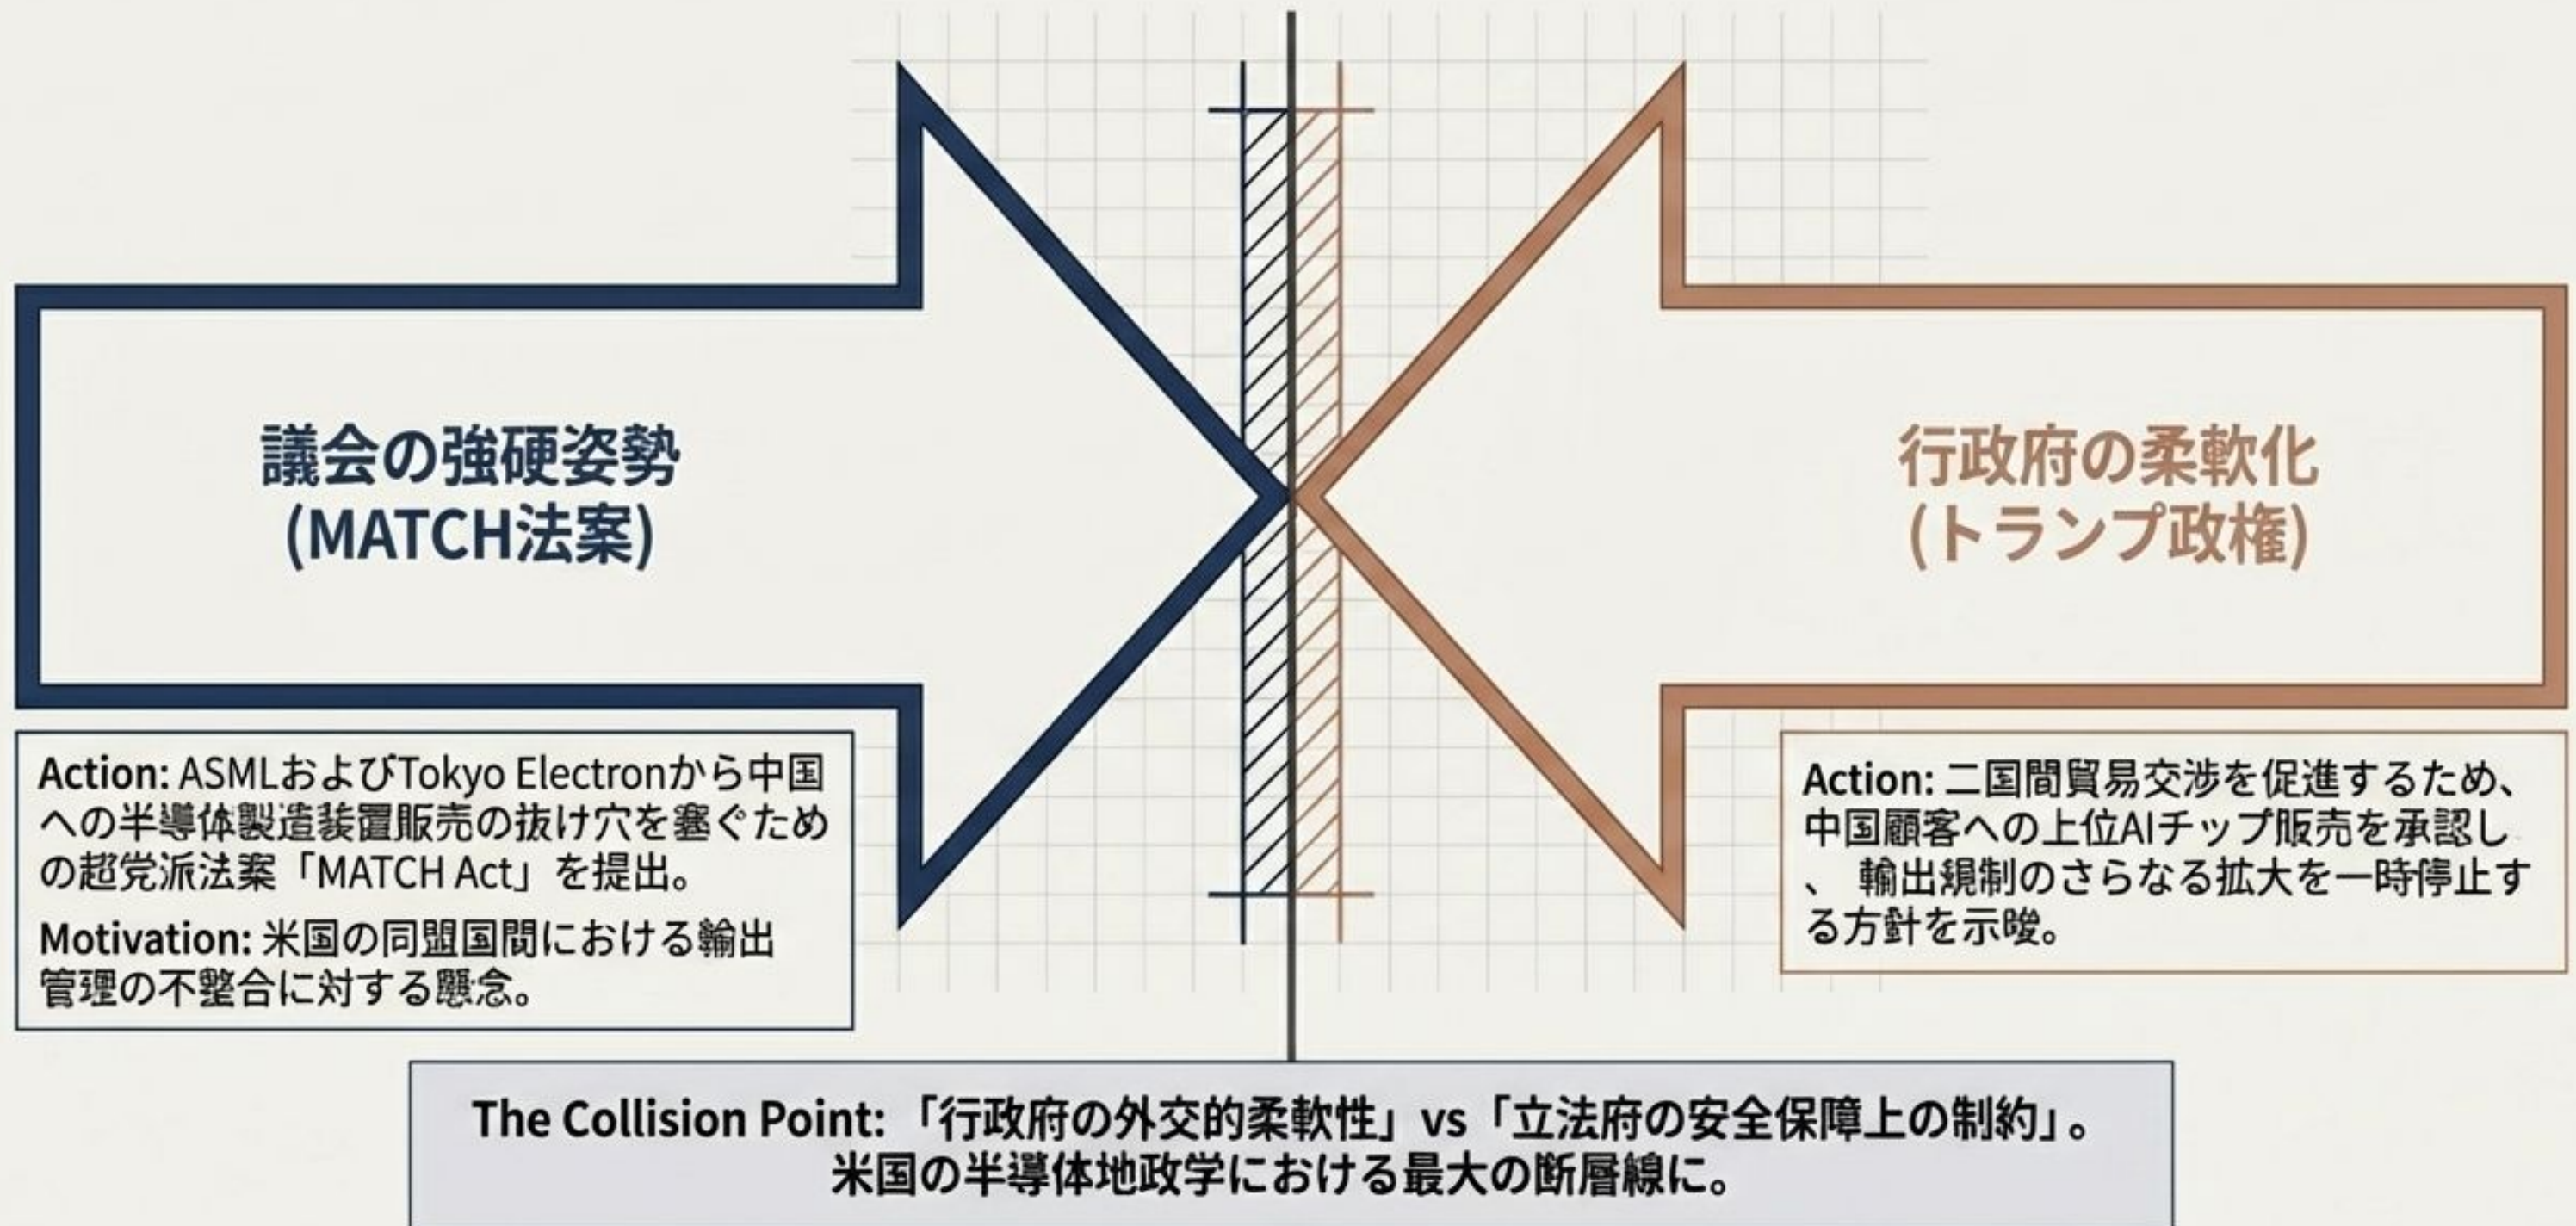 議会の強硬姿勢
(MATCH法案)
行政府の柔軟化
(トランプ政権)
Action: ASMLおよびTokyo Electronから中国
への半導体製造装置販売の抜け穴を塞ぐため
の超党派法案「MATCH Act」を提出。
Motivation: 米国の同盟国間における輸出
管理の不整合に対する懸念。
Action: 二国間貿易交渉を促進するため、
中国顧客への上位AIチップ販売を承認し
、 輸出規制のさらなる拡大を一時停止す
る方針を示唆。
The Collision Point: 「行政府の外交的柔軟性」vs「立法府の安全保障上の制約」。
米国の半導体地政学における最大の断層線に。